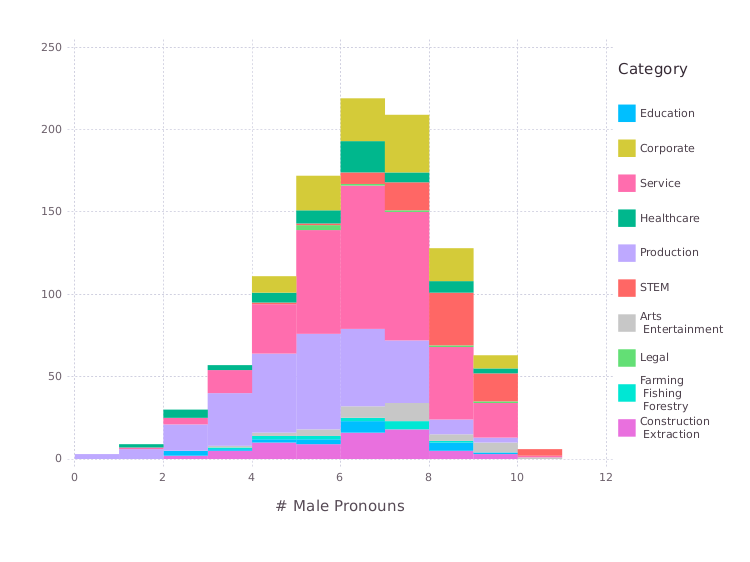 250
200
150
100
50
0
0 2 4 6 8 10 12
# Male Pronouns
Category
Education
Corporate
Service
Healthcare
Production
STEM
Arts
Entertainment
Legal
Farming
Fishing
Forestry
Construction
Extraction